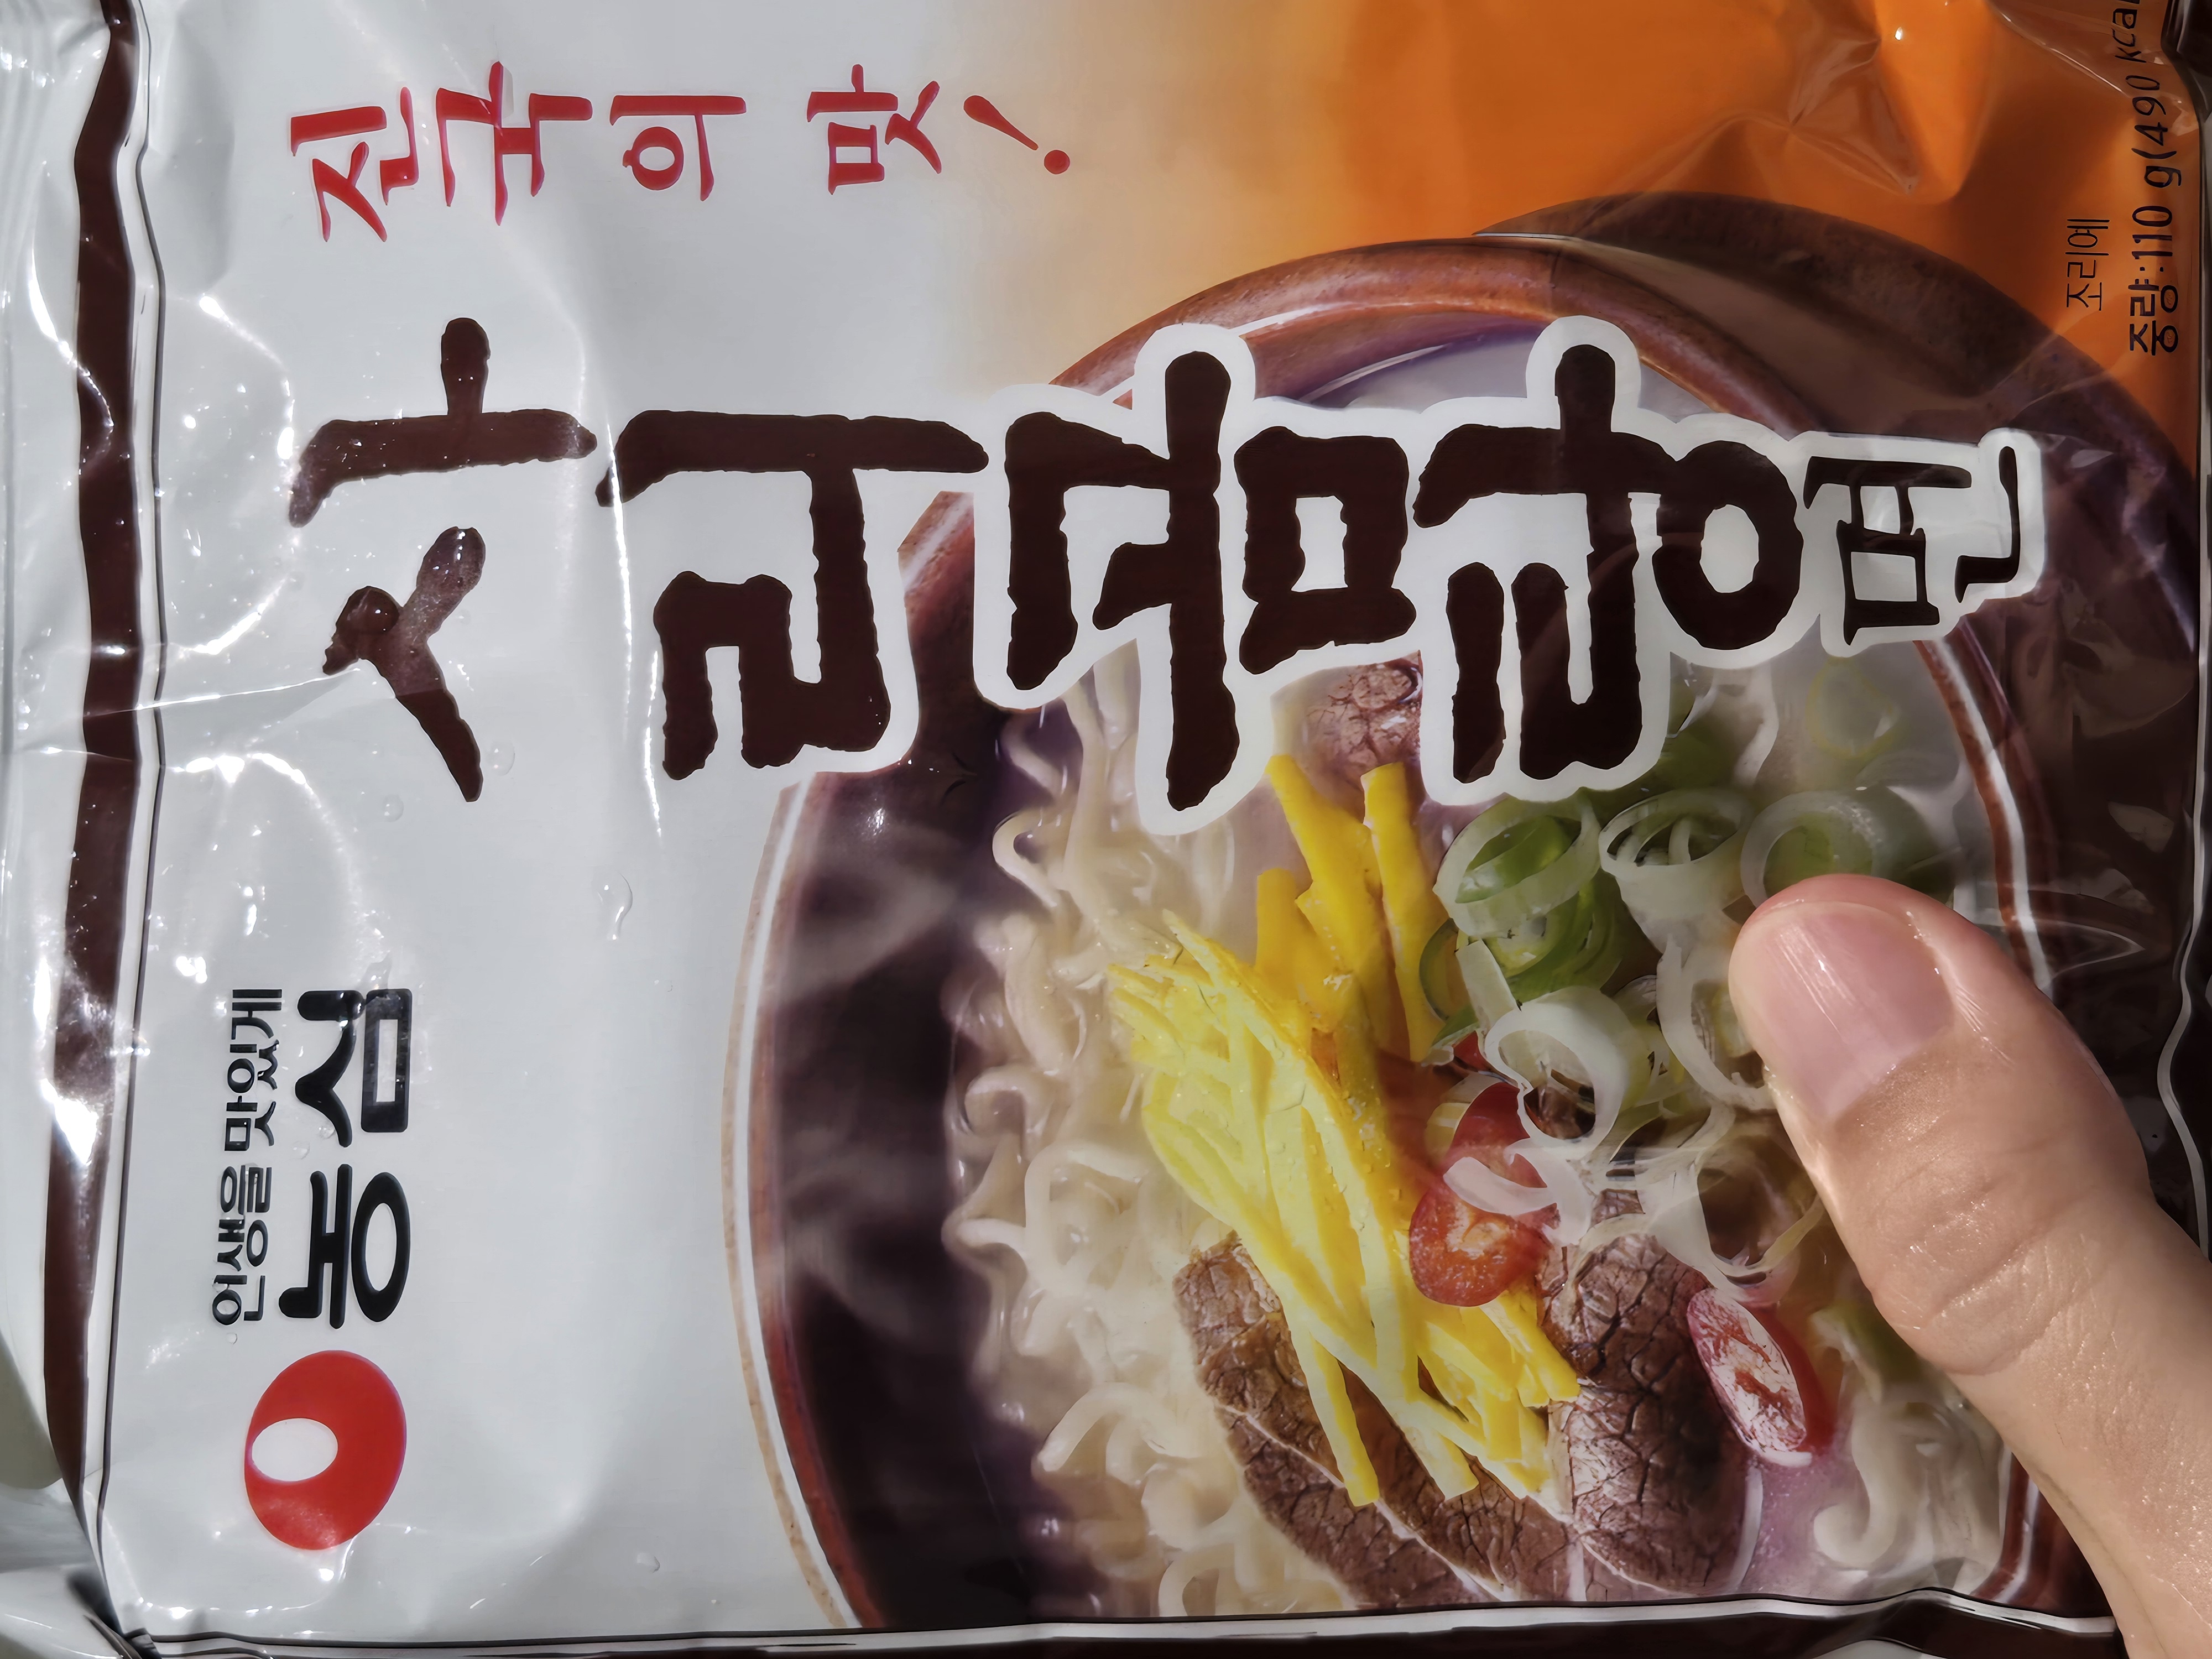 진국의 맛!
사리곰탕면
인생을 맛있게
농심
조리예
중량:110 g(490 kcal